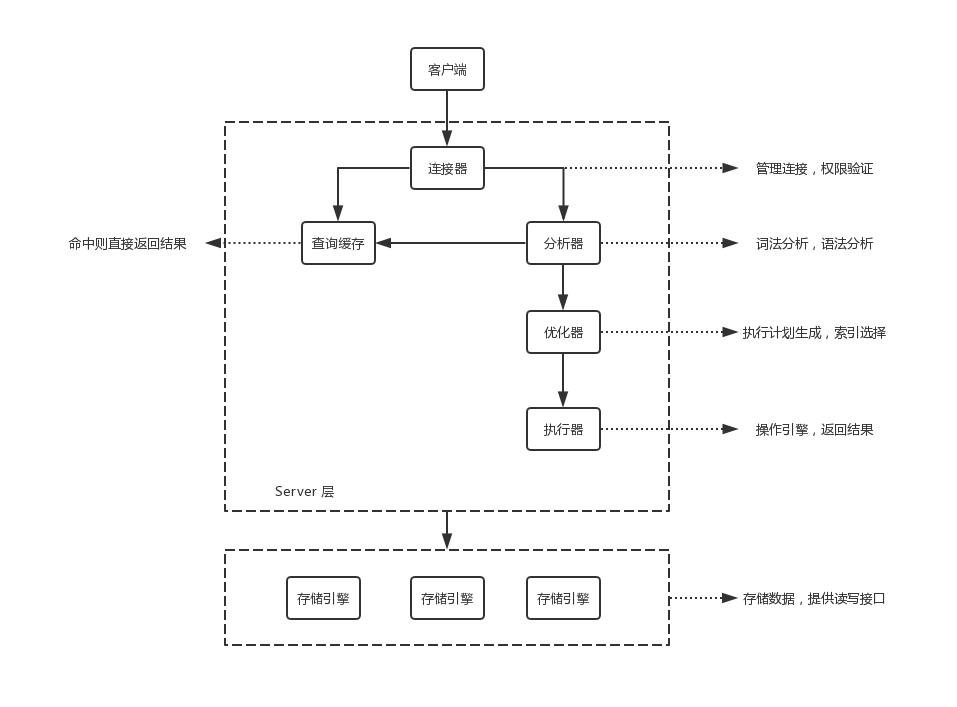 客户端
连接器
管理连接，权限验证
命中则直接返回结果
查询缓存
分析器
词法分析，语法分析
优化器
执行计划生成，索引选择
执行器
操作引擎，返回结果
Server 层
存储引擎
存储引擎
存储引擎
存储数据，提供读写接口